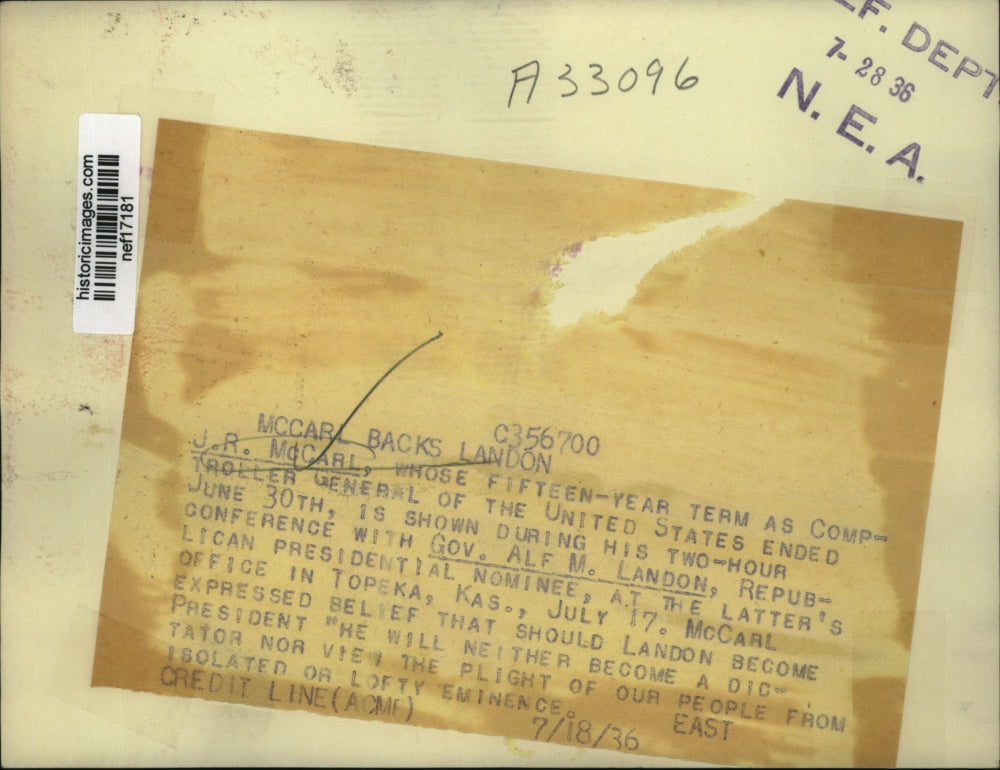 A33096
EF. DEPT
7-28 36
N. E. A.
historicimages.com
nef17181
C356700
MCCARL BACKS LANDON
J.R. MCCARL, WHOSE FIFTEEN-YEAR TERM AS COMP-
TROLLER GENERAL OF THE UNITED STATES ENDED
JUNE 30TH, IS SHOWN DURING HIS TWO-HOUR
CONFERENCE WITH GOV. ALF M. LANDON, REPUB-
LICAN PRESIDENTIAL NOMINEE, AT THE LATTER'S
OFFICE IN TOPEKA, KAS., JULY 17. MCCARL
EXPRESSED BELIEF THAT SHOULD LANDON BECOME
PRESIDENT "HE WILL NEITHER BECOME A DIC-
TATOR NOR VIEW THE PLIGHT OF OUR PEOPLE FROM
ISOLATED OR LOFTY EMINENCE.
CREDIT LINE(ACME) 7/18/36 EAST